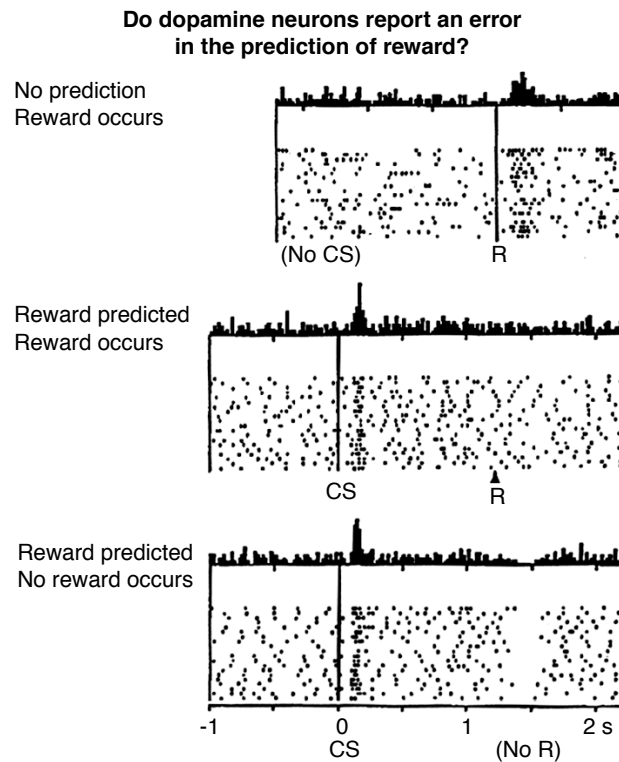 Do dopamine neurons report an error
in the prediction of reward?
No prediction
Reward occurs
(No CS) R
Reward predicted
Reward occurs
CS R
Reward predicted
No reward occurs
-1 0 1 2 s
CS (No R)